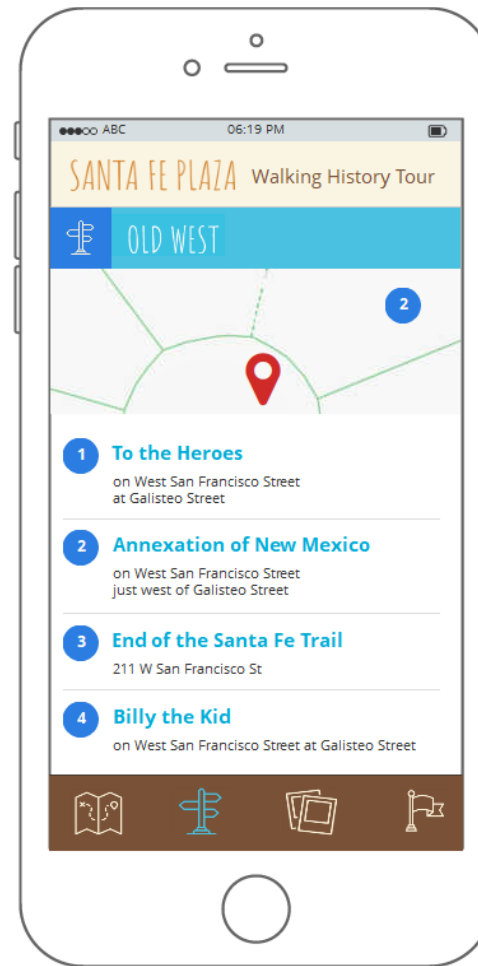 ABC 06:19 PM
SANTA FE PLAZA Walking History Tour
OLD WEST
2
1 To the Heroes
on West San Francisco Street
at Galisteo Street
2 Annexation of New Mexico
on West San Francisco Street
just west of Galisteo Street
3 End of the Santa Fe Trail
211 W San Francisco St
4 Billy the Kid
on West San Francisco Street at Galisteo Street